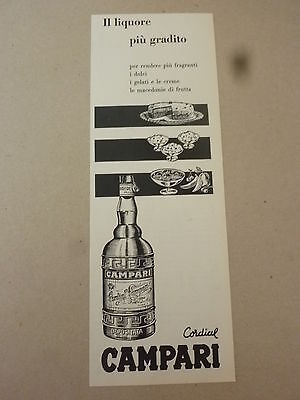 Il liquore
più gradito
per rendere più fragranti
i dolci
i gelati e le creme
le macedonie di frutta
CAMPARI
Cordial
CAMPARI